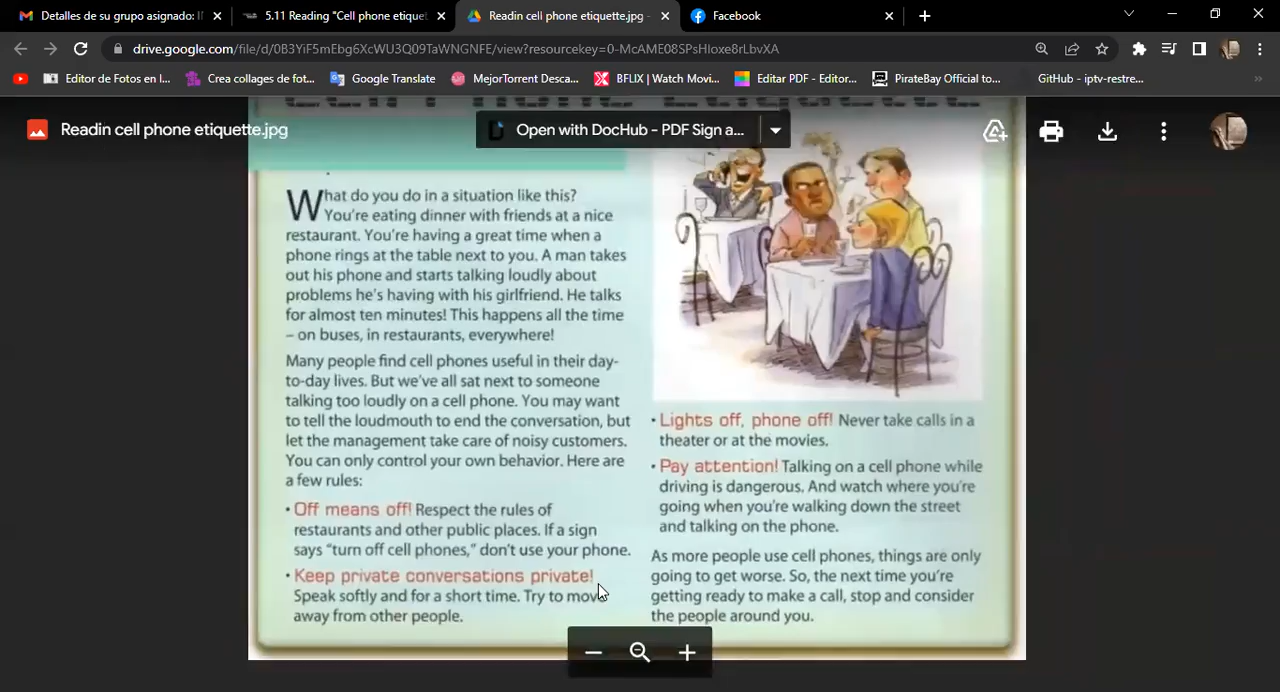 Detalles de su grupo asignado: I
5.11 Reading "Cell phone etique
Readin cell phone etiquette.jpg -
Facebook
drive.google.com/file/d/0B3YiF5mEbg6XcWU3Q09TaWNGNFE/view?resourcekey=0-McAME08SPsHIoxe8rLbvXA
Editor de Fotos en l...
Crea collages de fot...
Google Translate
MejorTorrent Desca...
BFLIX | Watch Movi...
Editar PDF - Editor...
PirateBay Official to...
GitHub - iptv-restre...
Cell Phone Etiquette
Readin cell phone etiquette.jpg
Open with DocHub - PDF Sign a...
What do you do in a situation like this?
You're eating dinner with friends at a nice
restaurant. You're having a great time when a
phone rings at the table next to you. A man takes
out his phone and starts talking loudly about
problems he's having with his girlfriend. He talks
for almost ten minutes! This happens all the time
– on buses, in restaurants, everywhere!
Many people find cell phones useful in their day-
to-day lives. But we've all sat next to someone
talking too loudly on a cell phone. You may want
to tell the loudmouth to end the conversation, but
let the management take care of noisy customers.
You can only control your own behavior. Here are
a few rules:
• Off means off! Respect the rules of
restaurants and other public places. If a sign
says "turn off cell phones," don't use your phone.
• Keep private conversations private!
Speak softly and for a short time. Try to move
away from other people.
• Lights off, phone off! Never take calls in a
theater or at the movies.
• Pay attention! Talking on a cell phone while
driving is dangerous. And watch where you're
going when you're walking down the street
and talking on the phone.
As more people use cell phones, things are only
going to get worse. So, the next time you're
getting ready to make a call, stop and consider
the people around you.